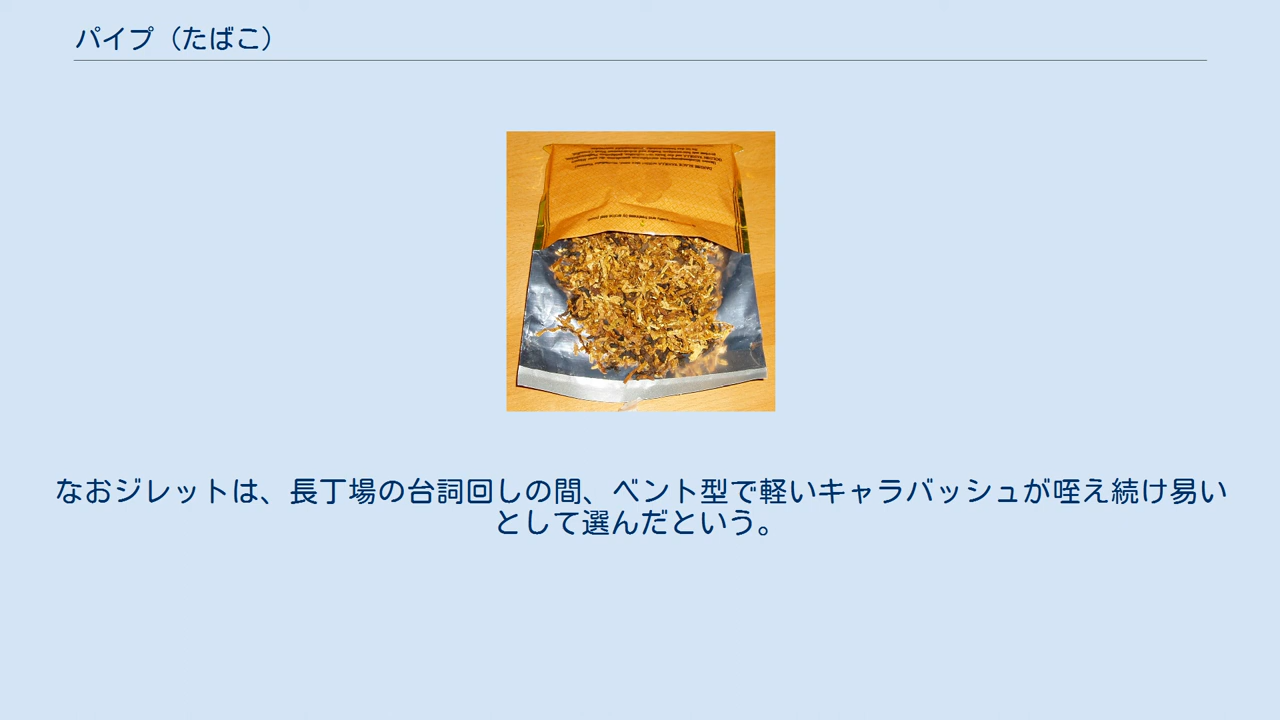 パイプ（たばこ）
なおジレットは、長丁場の台詞回しの間、ベント型で軽いキャラバッシュが咥え続け易い
として選んだという。